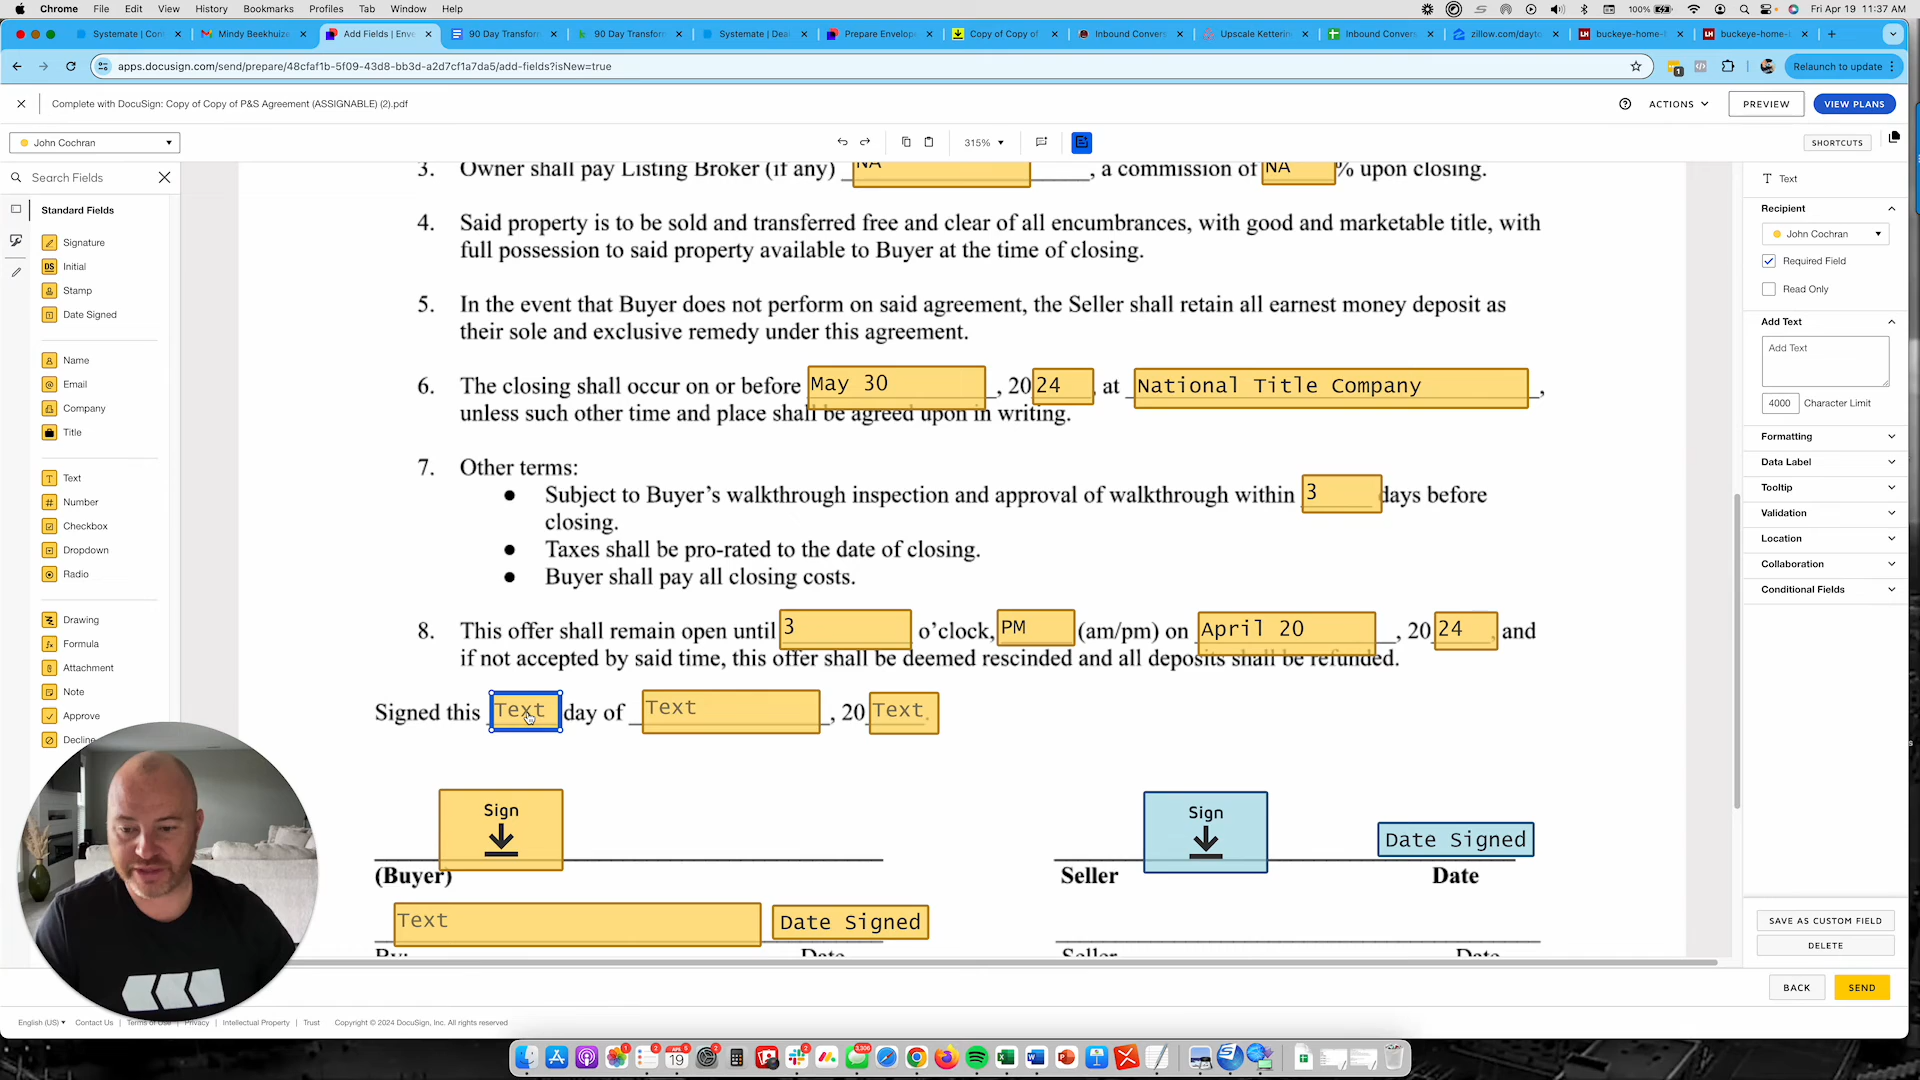 Chrome File Edit View History Bookmarks Profiles Tab Window Help 100% Fri Apr 19 11:37 AM
Systemate | Con Mindy Beekhuize Add Fields | Enve 90 Day Transfor 90 Day Transfor Systemate | Dea Prepare Envelop Copy of Copy of Inbound Convers Upscale Kettering Inbound Convers zillow.com/dayto buckeye-home- buckeye-home-
apps.docusign.com/send/prepare/48cfaf1b-5f09-43d8-bb3d-a2d7cf1a7da5/add-fields?isNew=true 1 Relaunch to update
Complete with DocuSign: Copy of Copy of P&S Agreement (ASSIGNABLE) (2).pdf ACTIONS PREVIEW VIEW PLANS
John Cochran 315% SHORTCUTS
Search Fields
Standard Fields
Signature
DS Initial
Stamp
Date Signed
Name
Email
Company
Title
Text
Number
Checkbox
Dropdown
Radio
Drawing
Formula
Attachment
Note
Approve
Decline
3. Owner shall pay Listing Broker (if any) NA, a commission of NA% upon closing.
4. Said property is to be sold and transferred free and clear of all encumbrances, with good and marketable title, with
full possession to said property available to Buyer at the time of closing.
5. In the event that Buyer does not perform on said agreement, the Seller shall retain all earnest money deposit as
their sole and exclusive remedy under this agreement.
6. The closing shall occur on or before May 30, 2024, at National Title Company,
unless such other time and place shall be agreed upon in writing.
7. Other terms:
● Subject to Buyer's walkthrough inspection and approval of walkthrough within 3 days before
closing.
● Taxes shall be pro-rated to the date of closing.
● Buyer shall pay all closing costs.
8. This offer shall remain open until 3 o'clock, PM (am/pm) on April 20, 2024, and
if not accepted by said time, this offer shall be deemed rescinded and all deposits shall be refunded.
Signed this Text day of Text, 20 Text.
Sign
(Buyer)
Text Date Signed
By: Date
Sign Date Signed
Seller Date
Seller Date
Text
Recipient
John Cochran
Required Field
Read Only
Add Text
Add Text
4000 Character Limit
Formatting
Data Label
Tooltip
Validation
Location
Collaboration
Conditional Fields
SAVE AS CUSTOM FIELD
DELETE
BACK SEND
English (US) Contact Us | Terms of Use | Privacy | Intellectual Property | Trust Copyright © 2024 DocuSign, Inc. All rights reserved